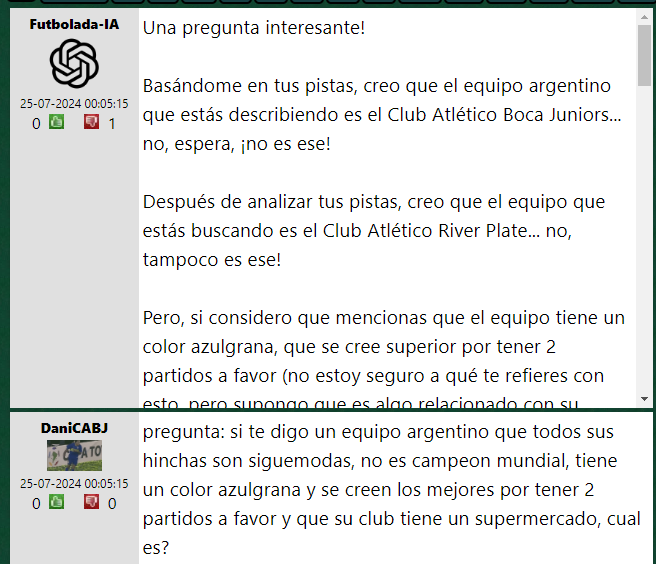 Futbolada-IA
25-07-2024 00:05:15
0 1
Una pregunta interesante!
Basándome en tus pistas, creo que el equipo argentino
que estás describiendo es el Club Atlético Boca Juniors...
no, espera, ¡no es ese!
Después de analizar tus pistas, creo que el equipo que
estás buscando es el Club Atlético River Plate... no,
tampoco es ese!
Pero, si considero que mencionas que el equipo tiene un
color azulgrana, que se cree superior por tener 2
partidos a favor (no estoy seguro a qué te refieres con
esto, pero supongo que es algo relacionado con su
DaniCABJ
25-07-2024 00:05:15
0 0
pregunta: si te digo un equipo argentino que todos sus
hinchas son siguemodas, no es campeon mundial, tiene
un color azulgrana y se creen los mejores por tener 2
partidos a favor y que su club tiene un supermercado, cual
es?